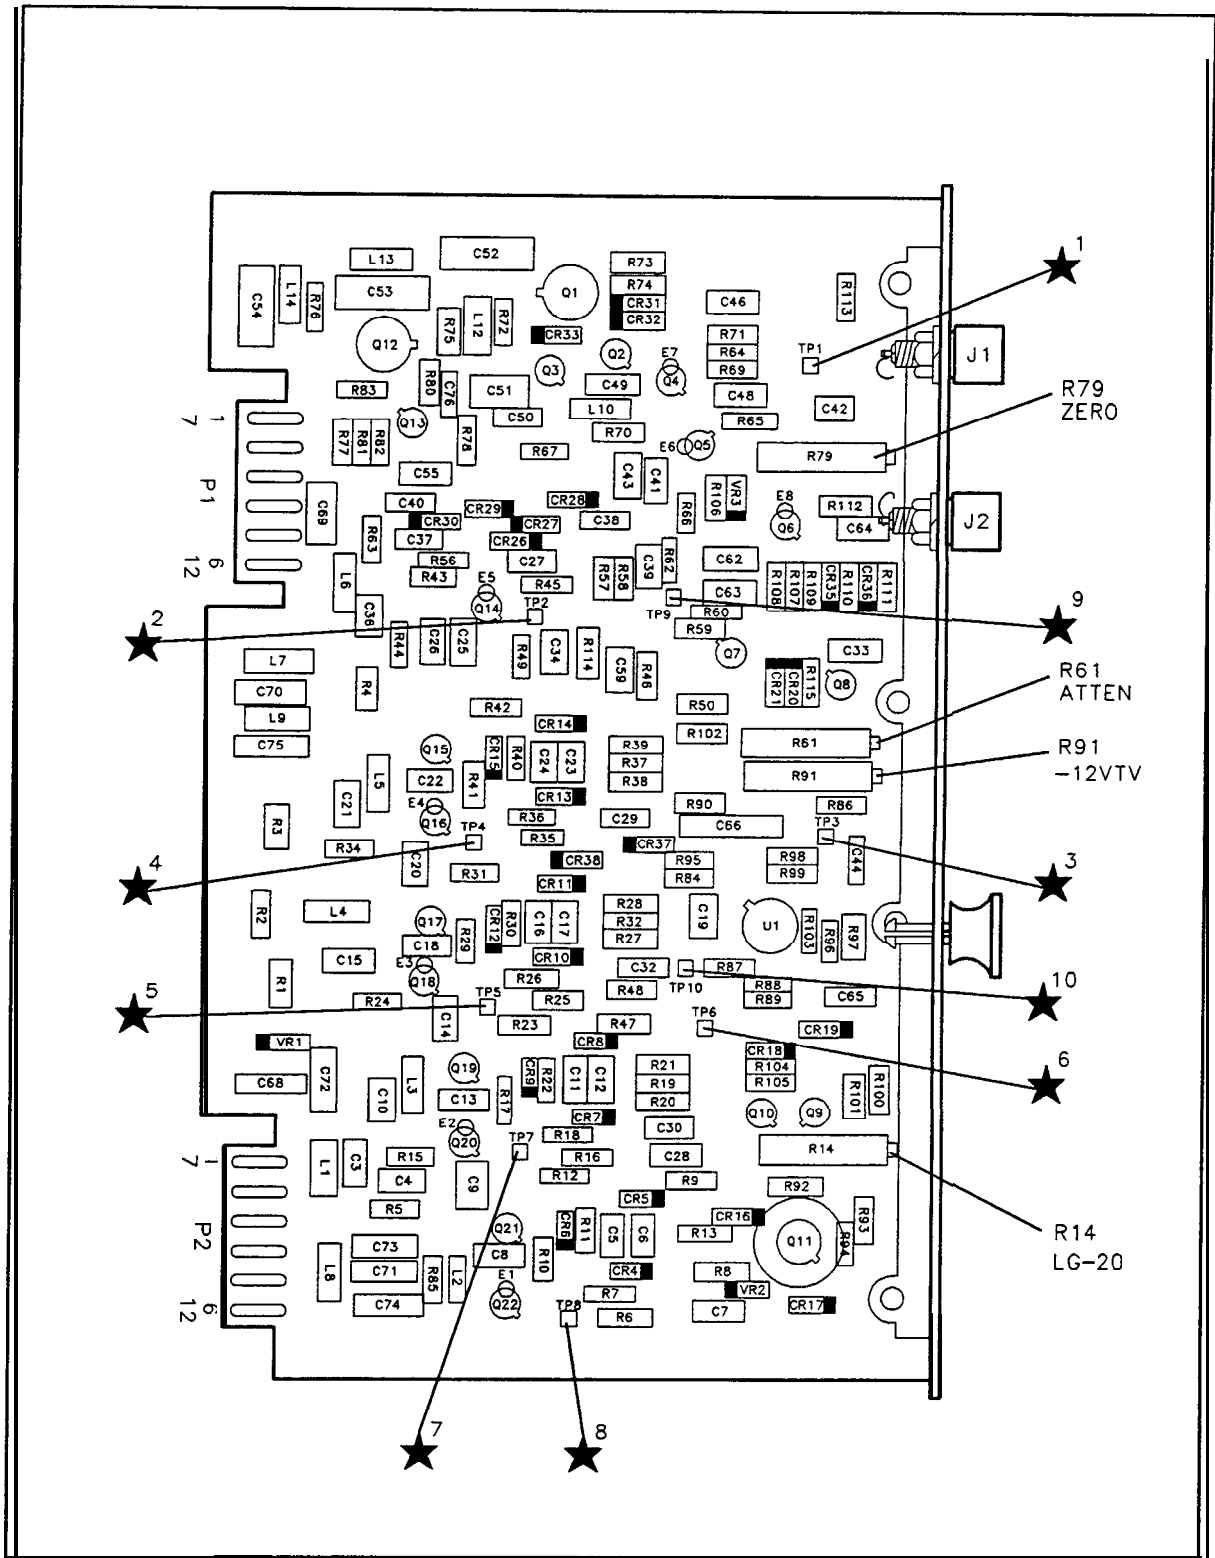 C52
L13
R73
C53
R74
Q1
CR31
CR32
C46
R113
C54
L14
R76
R75
L12
R72
CR33
R71
R64
R69
Q12
Q2
E7
Q4
TP1
J1
1
Q3
C49
R80
C76
C51
R83
C48
C42
L10
C50
R65
Q13
R70
R79
ZERO
1
7
R77
R81
R82
R78
R67
E6
Q5
R79
C55
C43
C41
P1
C69
C40
CR29
CR28
R106
VR3
E8
R112
CR30
CR27
C38
R66
Q6
C64
J2
R63
C37
CR26
6
12
R56
C27
C39
R62
C62
L6
R43
R45
R57
R58
C63
R108
R107
R109
CR35
R110
CR36
R111
E5
Q14
TP2
TP9
R60
9
2
C36
R44
C26
C25
R49
C34
R114
R59
Q7
C33
L7
C59
R46
R4
CR21
CR20
R115
Q8
R61
ATTEN
C70
L9
R42
R50
CR14
R102
C75
Q15
CR15
R40
C24
C23
R39
R37
R38
R61
R91
-12VTV
L5
C22
R41
R91
C21
E4
Q16
CR13
R90
R86
R3
R36
C29
C66
TP3
TP4
R35
R34
CR37
4
C20
CR38
R95
R98
C44
3
R31
R84
R99
CR11
R2
L4
Q17
CR12
R30
C16
C17
R28
R32
R27
C19
U1
R103
R96
R97
C18
R29
C15
E3
CR10
R1
Q18
R26
C32
TP10
R87
10
R24
TP5
R25
R48
R88
R89
C65
5
C14
R23
R47
TP6
CR19
6
VR1
CR8
CR18
C68
C72
L3
Q19
CR9
R22
C11
C12
R21
R104
R19
R105
R20
R100
R101
C10
C13
R17
CR7
Q10
Q9
E2
Q20
TP7
R18
C30
1
7
L1
C3
R15
R16
C28
R14
C4
C9
R12
R9
R92
R5
CR5
P2
Q21
CR6
R11
C5
C6
CR16
R13
R93
R94
Q11
R14
LG-20
C73
C8
R10
L8
C71
R85
L2
CR4
R8
E1
Q22
R7
VR2
6
12
C74
TP8
R6
C7
CR17
7
8